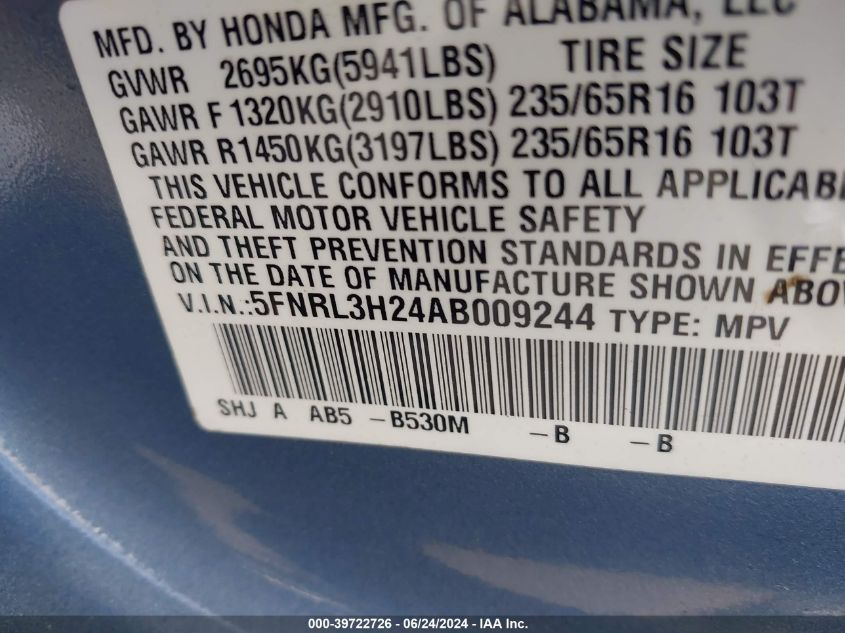 MFD. BY HONDA MFG. OF ALABAMA, LLC
GVWR 2695KG(5941LBS) TIRE SIZE
GAWR F 1320KG(2910LBS) 235/65R16 103T
GAWR R1450KG(3197LBS) 235/65R16 103T
THIS VEHICLE CONFORMS TO ALL APPLICABL
FEDERAL MOTOR VEHICLE SAFETY
AND THEFT PREVENTION STANDARDS IN EFFE
ON THE DATE OF MANUFACTURE SHOWN ABOV
V.I.N.:5FNRL3H24AB009244 TYPE: MPV
SHJ A AB5 -B530M -B -B
000-39722726 - 06/24/2024 - IAA Inc.